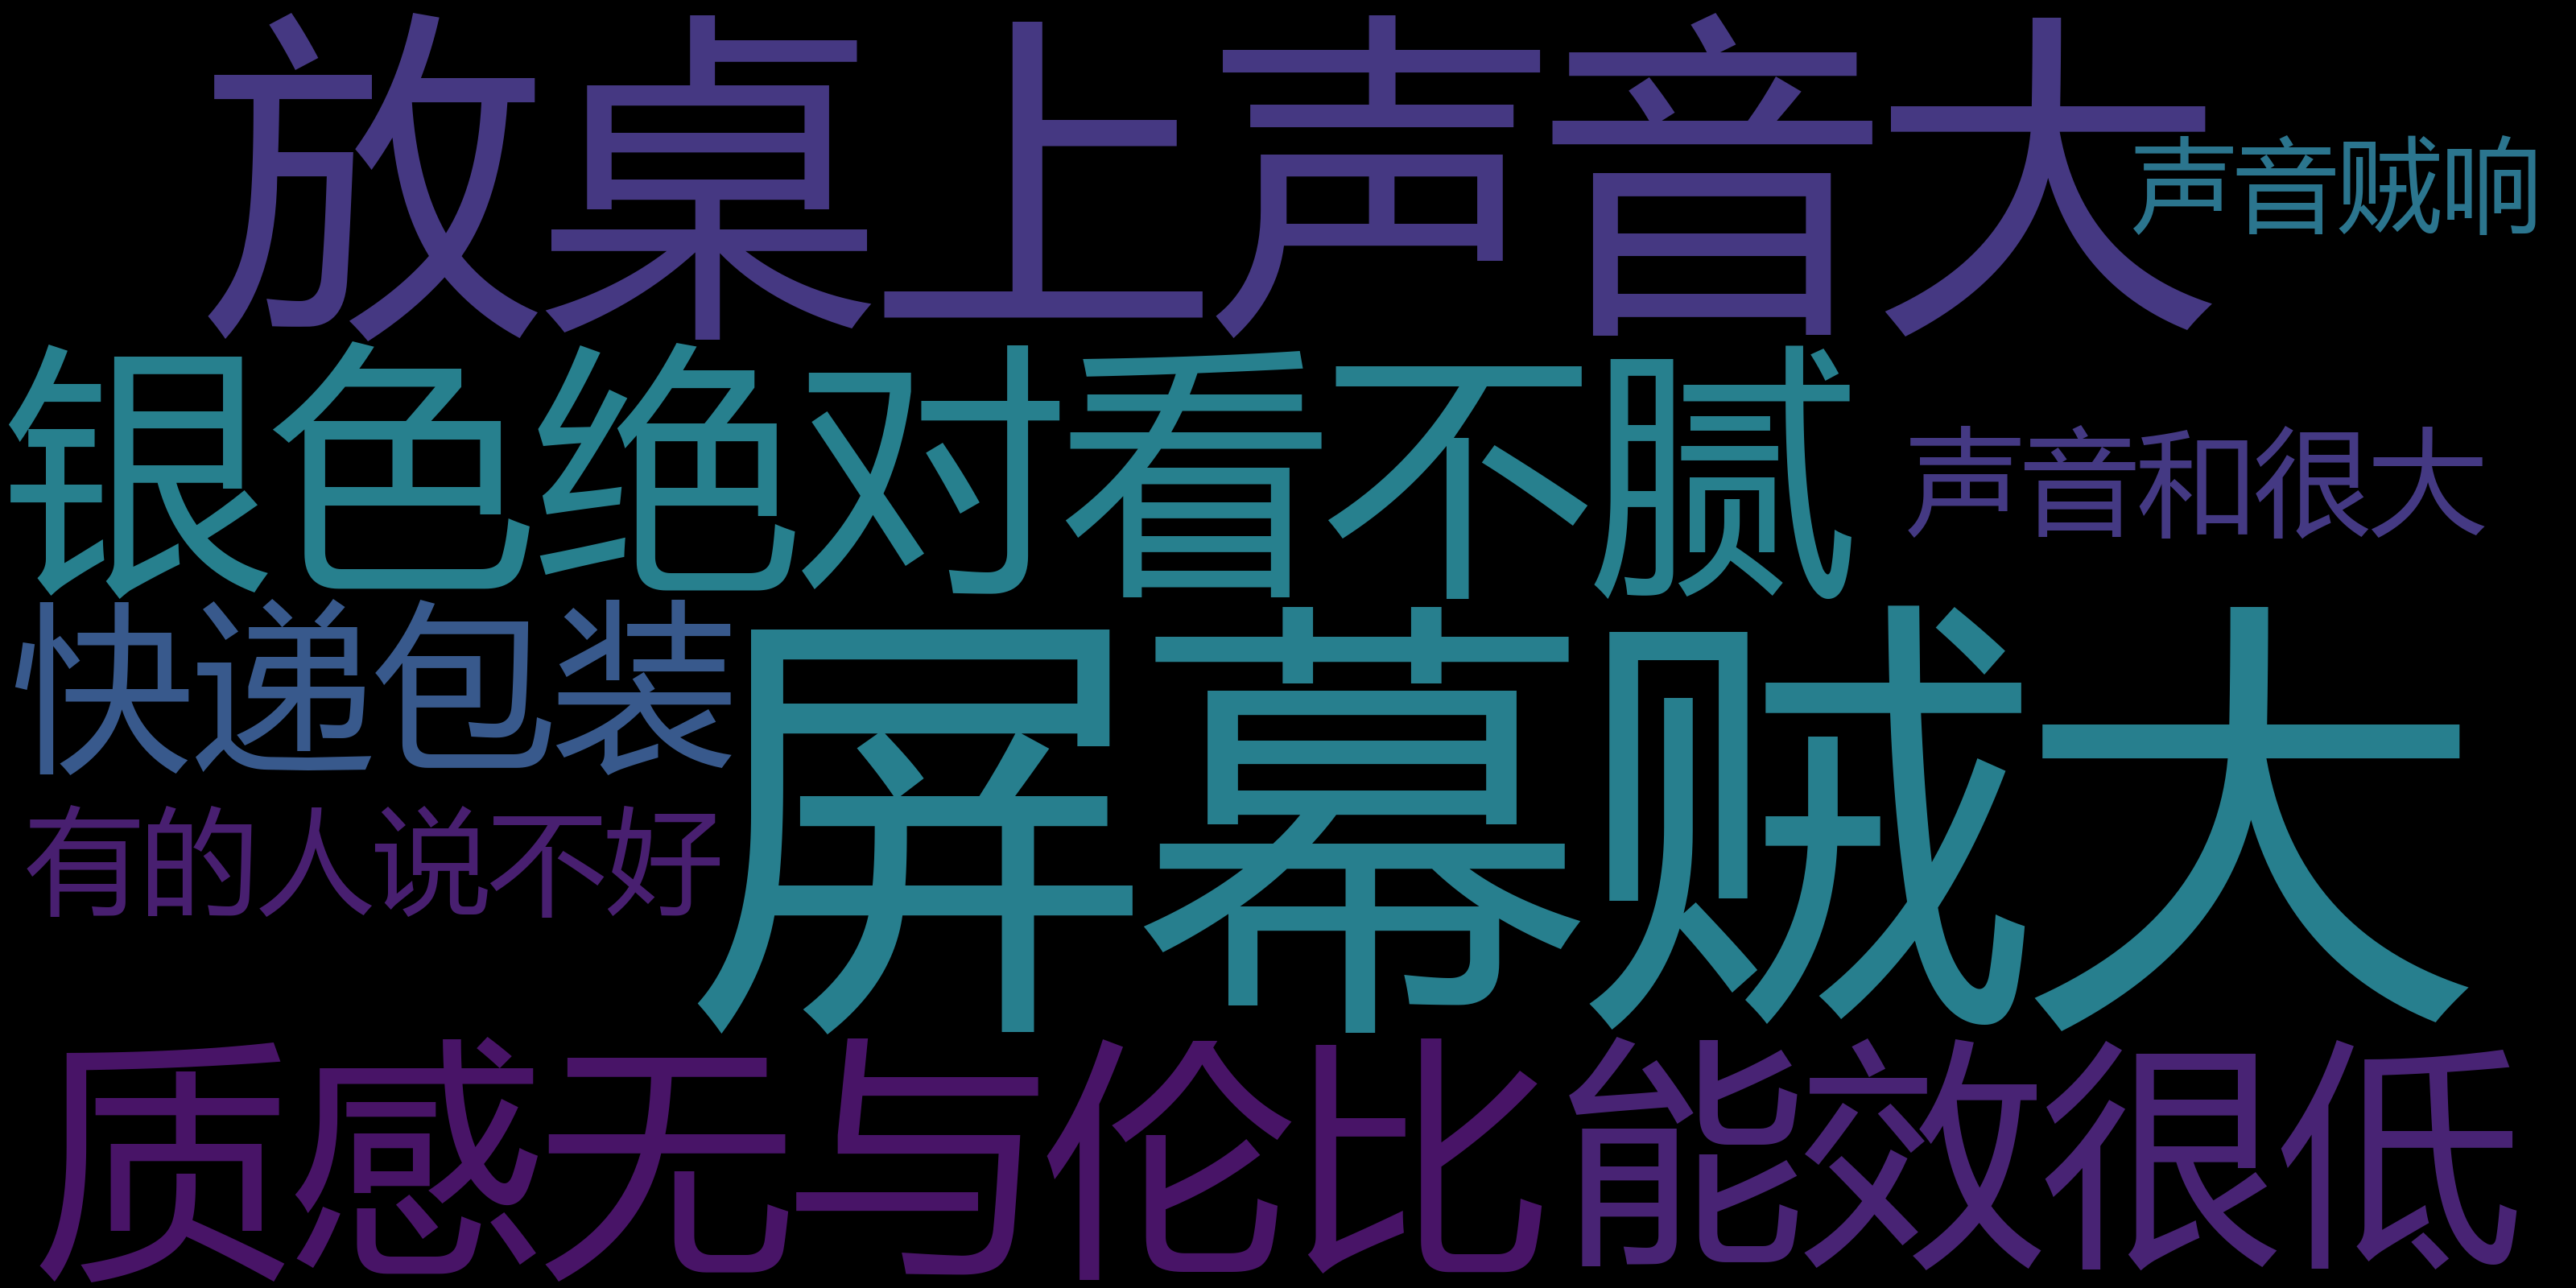 放桌上声音大
声音贼响
银色绝对看不腻
声音和很大
快递包装
屏幕贼大
有的人说不好
质感无与伦比
能效很低